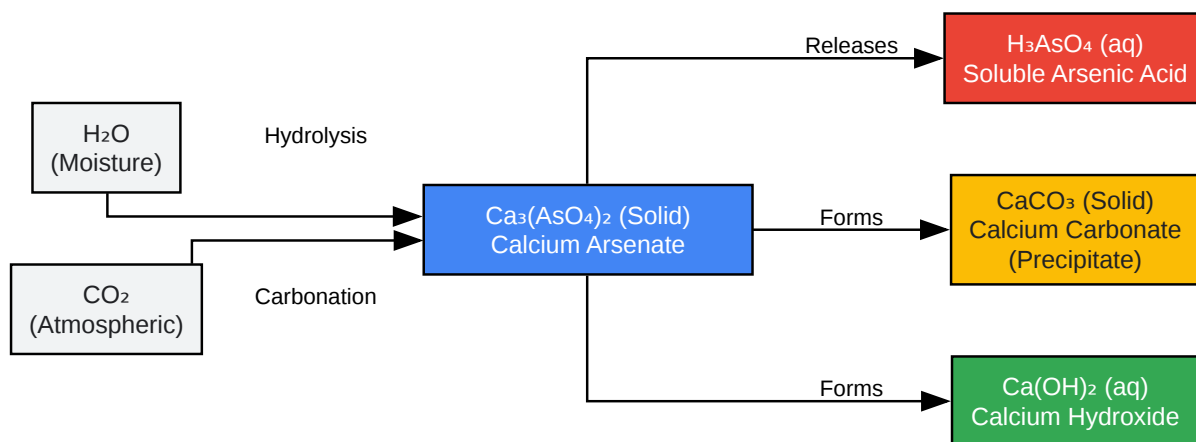 H₂O
(Moisture)
Hydrolysis
CO₂
(Atmospheric)
Carbonation
Ca₃(AsO₄)₂ (Solid)
Calcium Arsenate
Releases
H₃AsO₄ (aq)
Soluble Arsenic Acid
Forms
CaCO₃ (Solid)
Calcium Carbonate
(Precipitate)
Forms
Ca(OH)₂ (aq)
Calcium Hydroxide